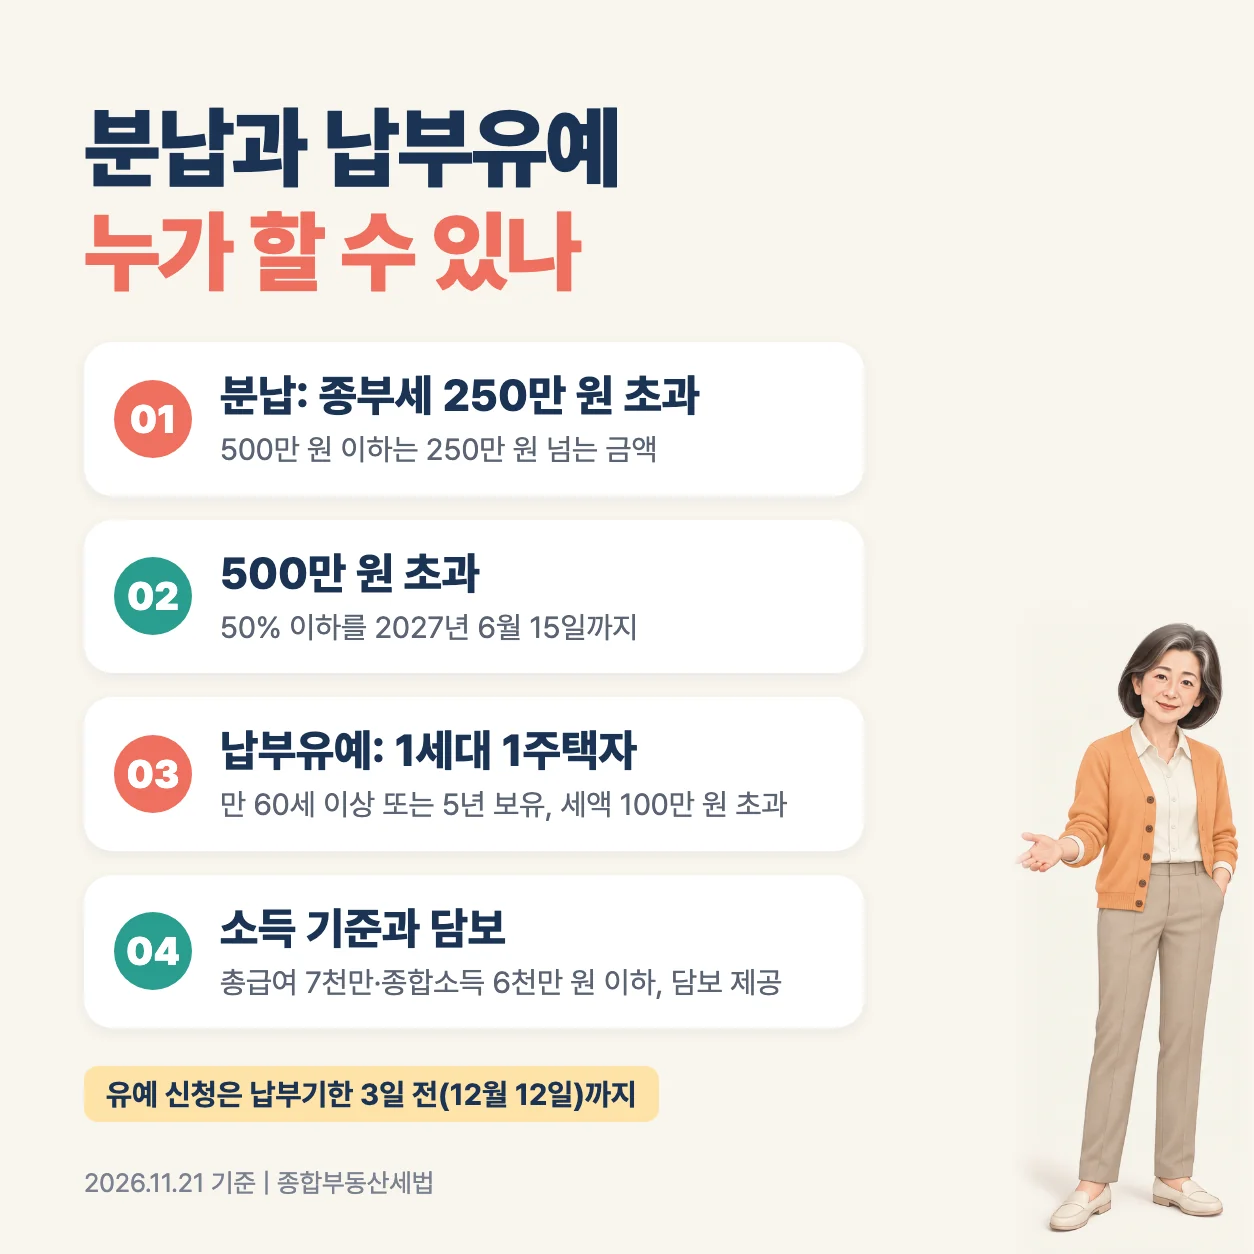 분납과 납부유예
누가 할 수 있나
01
분납: 종부세 250만 원 초과
500만 원 이하는 250만 원 넘는 금액
02
500만 원 초과
50% 이하를 2027년 6월 15일까지
03
납부유예: 1세대 1주택자
만 60세 이상 또는 5년 보유, 세액 100만 원 초과
04
소득 기준과 담보
총급여 7천만·종합소득 6천만 원 이하, 담보 제공
유예 신청은 납부기한 3일 전(12월 12일)까지
2026.11.21 기준 | 종합부동산세법